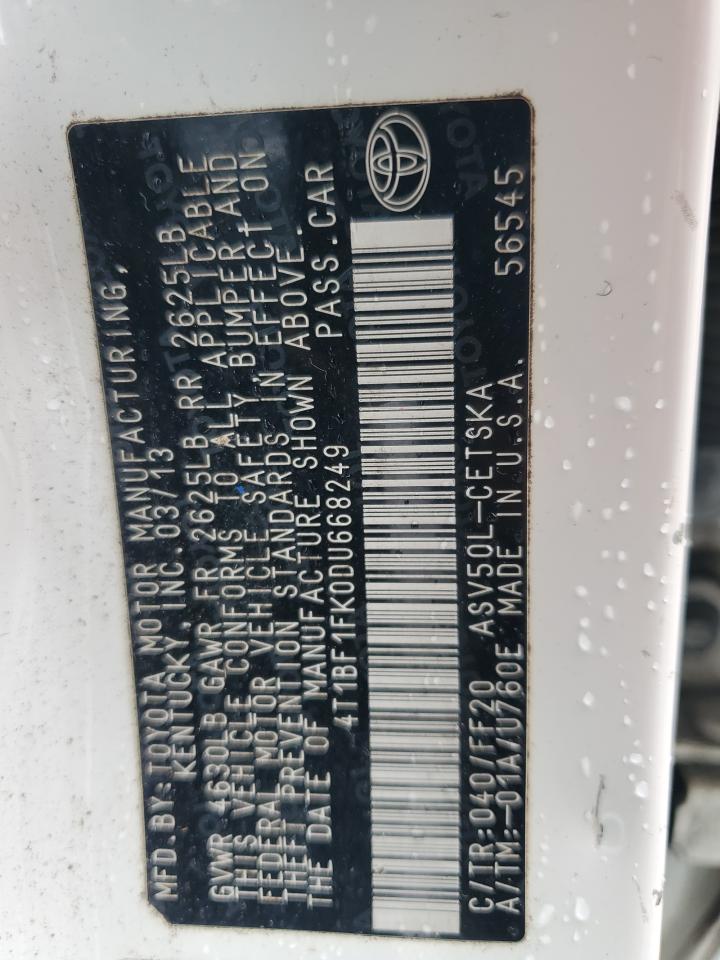 MFD.BY: TOYOTA MOTOR MANUFACTURING,
KENTUCKY, INC. 03/13
GVWR 4630LB GAWR FR 2625LB RR 2625LB
THIS VEHICLE CONFORMS TO ALL APPLICABLE
FEDERAL MOTOR VEHICLE SAFETY, BUMPER AND
THEFT PREVENTION STANDARDS IN EFFECT ON
THE DATE OF MANUFACTURE SHOWN ABOVE.
4T1BF1FK0DU668249 PASS.CAR
C/TR:040/FF20 ASV50L-CETSKA
A/TM:-01A/U760E MADE IN U.S.A. 56545